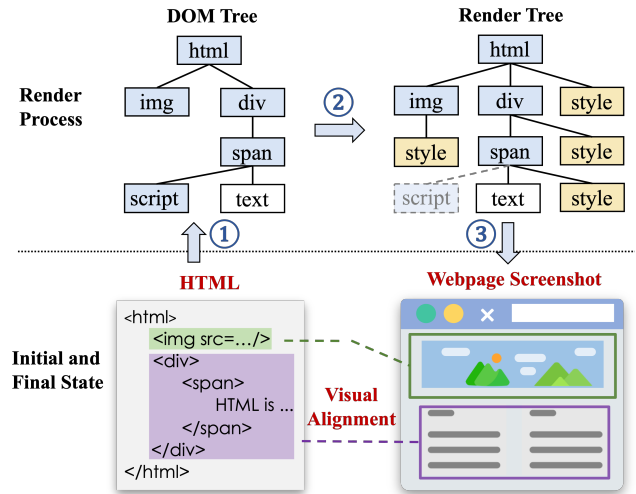 DOM Tree
Render Tree
Render
Process
html
img
div
span
script
text
②
html
img
div
style
style
span
style
script
text
style
①
③
HTML
Webpage Screenshot
Initial and
Final State
<html>
<img src=.../>
<div>
<span>
HTML is ...
</span>
</div>
</html>
Visual
Alignment